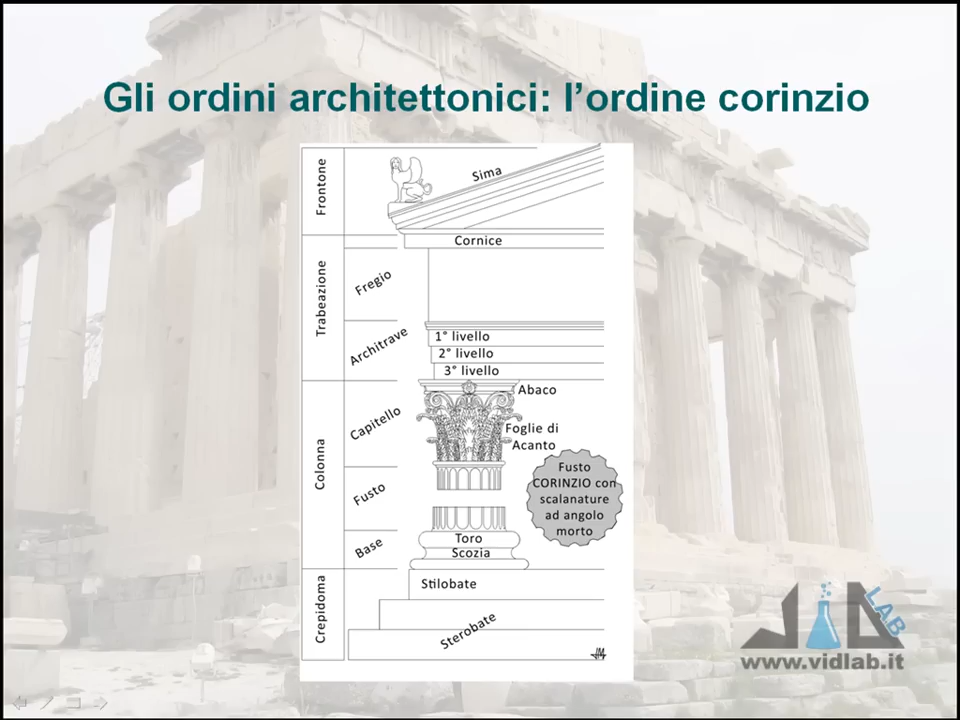 Gli ordini architettonici: l’ordine corinzio
Frontone
Sima
Cornice
Trabeazione
Fregio
Architrave
1° livello
2° livello
3° livello
Colonna
Capitello
Abaco
Foglie di
Acanto
Fusto
Fusto
CORINZIO con
scalanature
ad angolo
morto
Base
Toro
Scozia
Crepidoma
Stilobate
Sterobate
LAB
www.vidlab.it